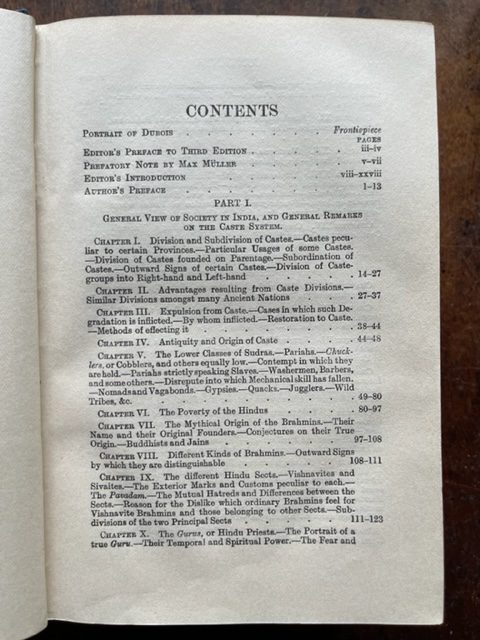 CONTENTS
PORTRAIT OF DUBOIS . . . . . . Frontispiece
PAGES
EDITOR'S PREFACE TO THIRD EDITION . . . . iii-iv
PREFATORY NOTE BY MAX MÜLLER . . . . . v-vii
EDITOR'S INTRODUCTION . . . . . viii-xxviii
AUTHOR'S PREFACE . . . . . . 1-13
PART I.
GENERAL VIEW OF SOCIETY IN INDIA, AND GENERAL REMARKS
ON THE CASTE SYSTEM.
CHAPTER I. Division and Subdivision of Castes.—Castes pecu-
liar to certain Provinces.—Particular Usages of some Castes.
—Division of Castes founded on Parentage.—Subordination of
Castes.—Outward Signs of certain Castes.—Division of Caste-
groups into Right-hand and Left-hand . . . . . 14-27
CHAPTER II. Advantages resulting from Caste Divisions.—
Similar Divisions amongst many Ancient Nations . . . 27-37
CHAPTER III. Expulsion from Caste.—Cases in which such De-
gradation is inflicted.—By whom inflicted.—Restoration to Caste.
—Methods of effecting it . . . . . . 38-44
CHAPTER IV. Antiquity and Origin of Caste . . . 44-48
CHAPTER V. The Lower Classes of Sudras.—Pariahs.—Chuck-
lers, or Cobblers, and others equally low.—Contempt in which they
are held.—Pariahs strictly speaking Slaves.—Washermen, Barbers,
and some others.—Disrepute into which Mechanical skill has fallen.
—Nomads and Vagabonds.—Gypsies.—Quacks.—Jugglers.—Wild
Tribes, &c. . . . . . . . 49-80
CHAPTER VI. The Poverty of the Hindus . . . . 80-97
CHAPTER VII. The Mythical Origin of the Brahmins.—Their
Name and their Original Founders.—Conjectures on their True
Origin.—Buddhists and Jains . . . . . 97-108
CHAPTER VIII. Different Kinds of Brahmins.—Outward Signs
by which they are distinguishable . . . . 108-111
CHAPTER IX. The different Hindu Sects.—Vishnavites and
Sivaites.—The Exterior Marks and Customs peculiar to each.—
The Pavadam.—The Mutual Hatreds and Differences between the
Sects.—Reason for the Dislike which ordinary Brahmins feel for
Vishnavite Brahmins and those belonging to other Sects.—Sub-
divisions of the two Principal Sects . . . . . 111-123
CHAPTER X. The Gurus, or Hindu Priests.—The Portrait of a
true Guru.—Their Temporal and Spiritual Power.—The Fear and